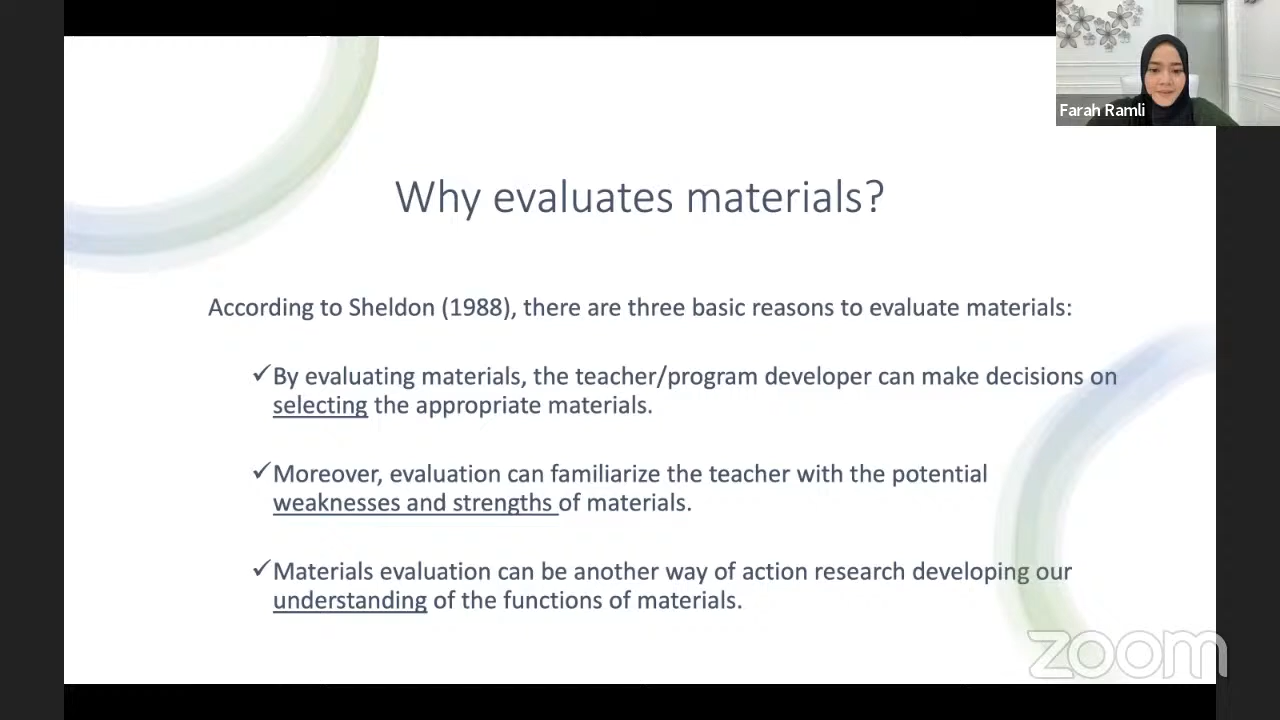 Farah Ramli
Why evaluates materials?
According to Sheldon (1988), there are three basic reasons to evaluate materials:
✓By evaluating materials, the teacher/program developer can make decisions on
selecting the appropriate materials.
✓Moreover, evaluation can familiarize the teacher with the potential
weaknesses and strengths of materials.
✓Materials evaluation can be another way of action research developing our
understanding of the functions of materials.
zoom